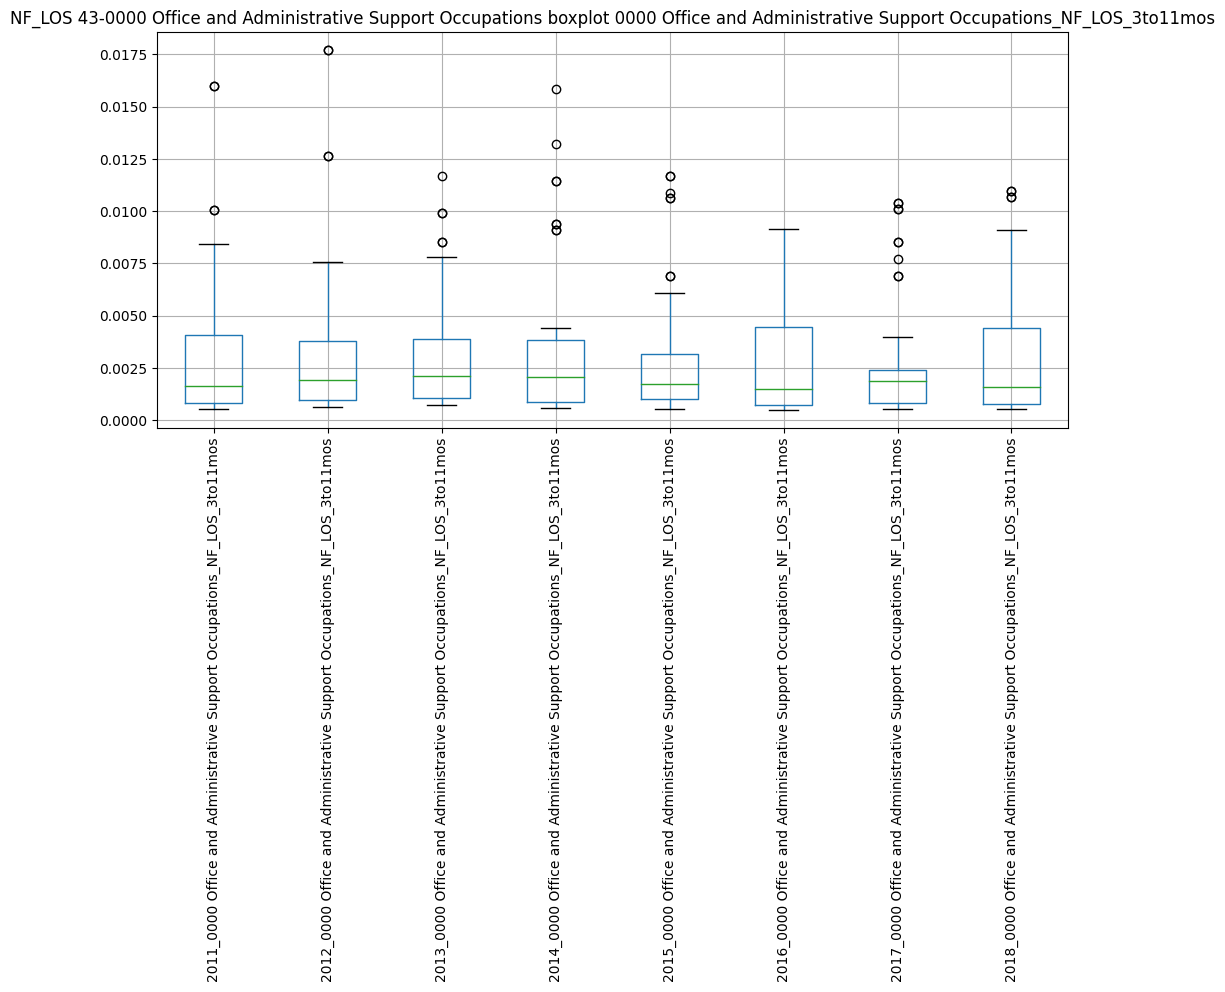 NF_LOS 43-0000 Office and Administrative Support Occupations boxplot 0000 Office and Administrative Support Occupations_NF_LOS_3to11mos
0.0175
0.0150
0.0125
0.0100
0.0075
0.0050
0.0025
0.0000
2011_0000 Office and Administrative Support Occupations_NF_LOS_3to11mos
2012_0000 Office and Administrative Support Occupations_NF_LOS_3to11mos
2013_0000 Office and Administrative Support Occupations_NF_LOS_3to11mos
2014_0000 Office and Administrative Support Occupations_NF_LOS_3to11mos
2015_0000 Office and Administrative Support Occupations_NF_LOS_3to11mos
2016_0000 Office and Administrative Support Occupations_NF_LOS_3to11mos
2017_0000 Office and Administrative Support Occupations_NF_LOS_3to11mos
2018_0000 Office and Administrative Support Occupations_NF_LOS_3to11mos